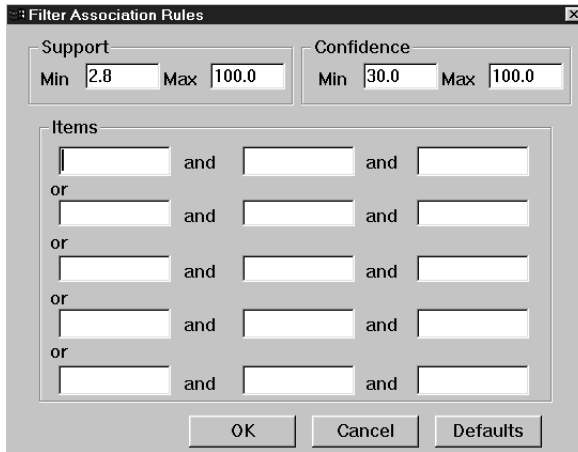 Filter Association Rules
Support
Min 2.8 Max 100.0
Confidence
Min 30.0 Max 100.0
Items
and and
or
and and
or
and and
or
and and
or
and and
OK Cancel Defaults